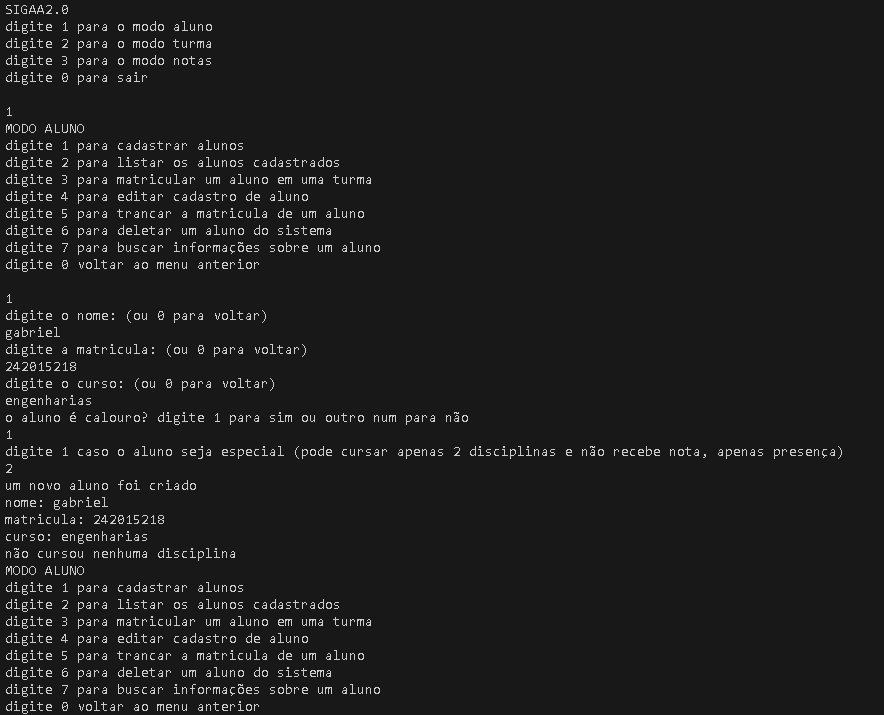 SIGAA2.0
digite 1 para o modo aluno
digite 2 para o modo turma
digite 3 para o modo notas
digite 0 para sair
1
MODO ALUNO
digite 1 para cadastrar alunos
digite 2 para listar os alunos cadastrados
digite 3 para matricular um aluno em uma turma
digite 4 para editar cadastro de aluno
digite 5 para trancar a matricula de um aluno
digite 6 para deletar um aluno do sistema
digite 7 para buscar informações sobre um aluno
digite 0 voltar ao menu anterior
1
digite o nome: (ou 0 para voltar)
gabriel
digite a matricula: (ou 0 para voltar)
242015218
digite o curso: (ou 0 para voltar)
engenharias
o aluno é calouro? digite 1 para sim ou outro num para não
1
digite 1 caso o aluno seja especial (pode cursar apenas 2 disciplinas e não recebe nota, apenas presença)
2
um novo aluno foi criado
nome: gabriel
matricula: 242015218
curso: engenharias
não cursou nenhuma disciplina
MODO ALUNO
digite 1 para cadastrar alunos
digite 2 para listar os alunos cadastrados
digite 3 para matricular um aluno em uma turma
digite 4 para editar cadastro de aluno
digite 5 para trancar a matricula de um aluno
digite 6 para deletar um aluno do sistema
digite 7 para buscar informações sobre um aluno
digite 0 voltar ao menu anterior